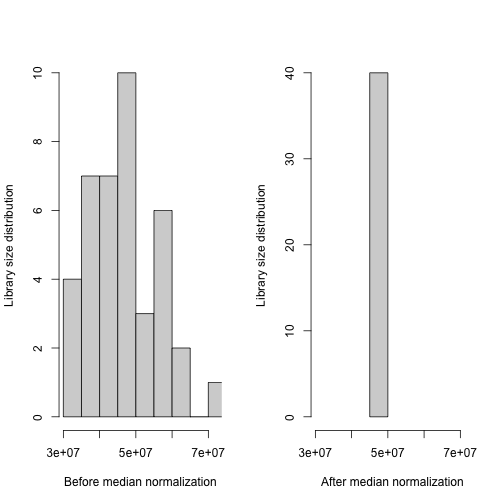 Library size distribution
10
8
6
4
2
0
3e+07
5e+07
7e+07
Before median normalization
Library size distribution
40
30
20
10
0
3e+07
5e+07
7e+07
After median normalization